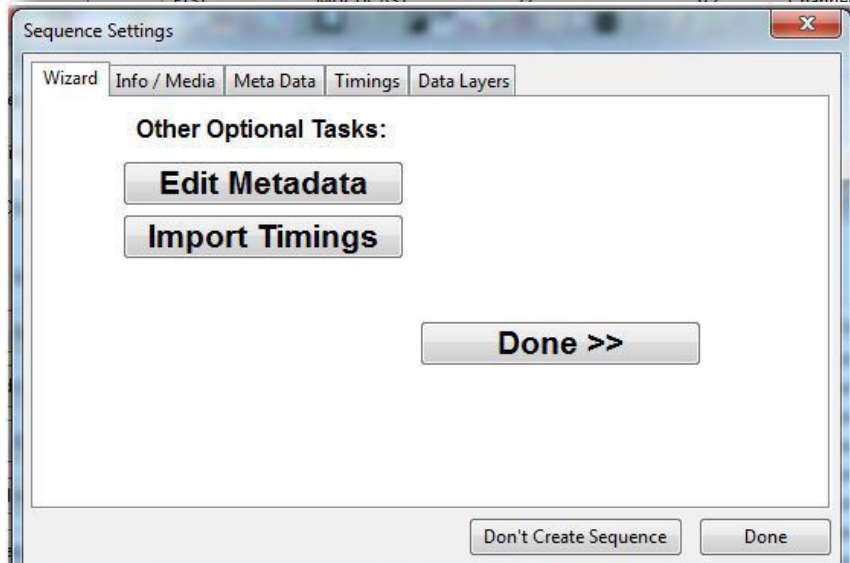 Sequence Settings
Wizard Info / Media Meta Data Timings Data Layers
Other Optional Tasks:
Edit Metadata
Import Timings
Done >>
Don't Create Sequence Done